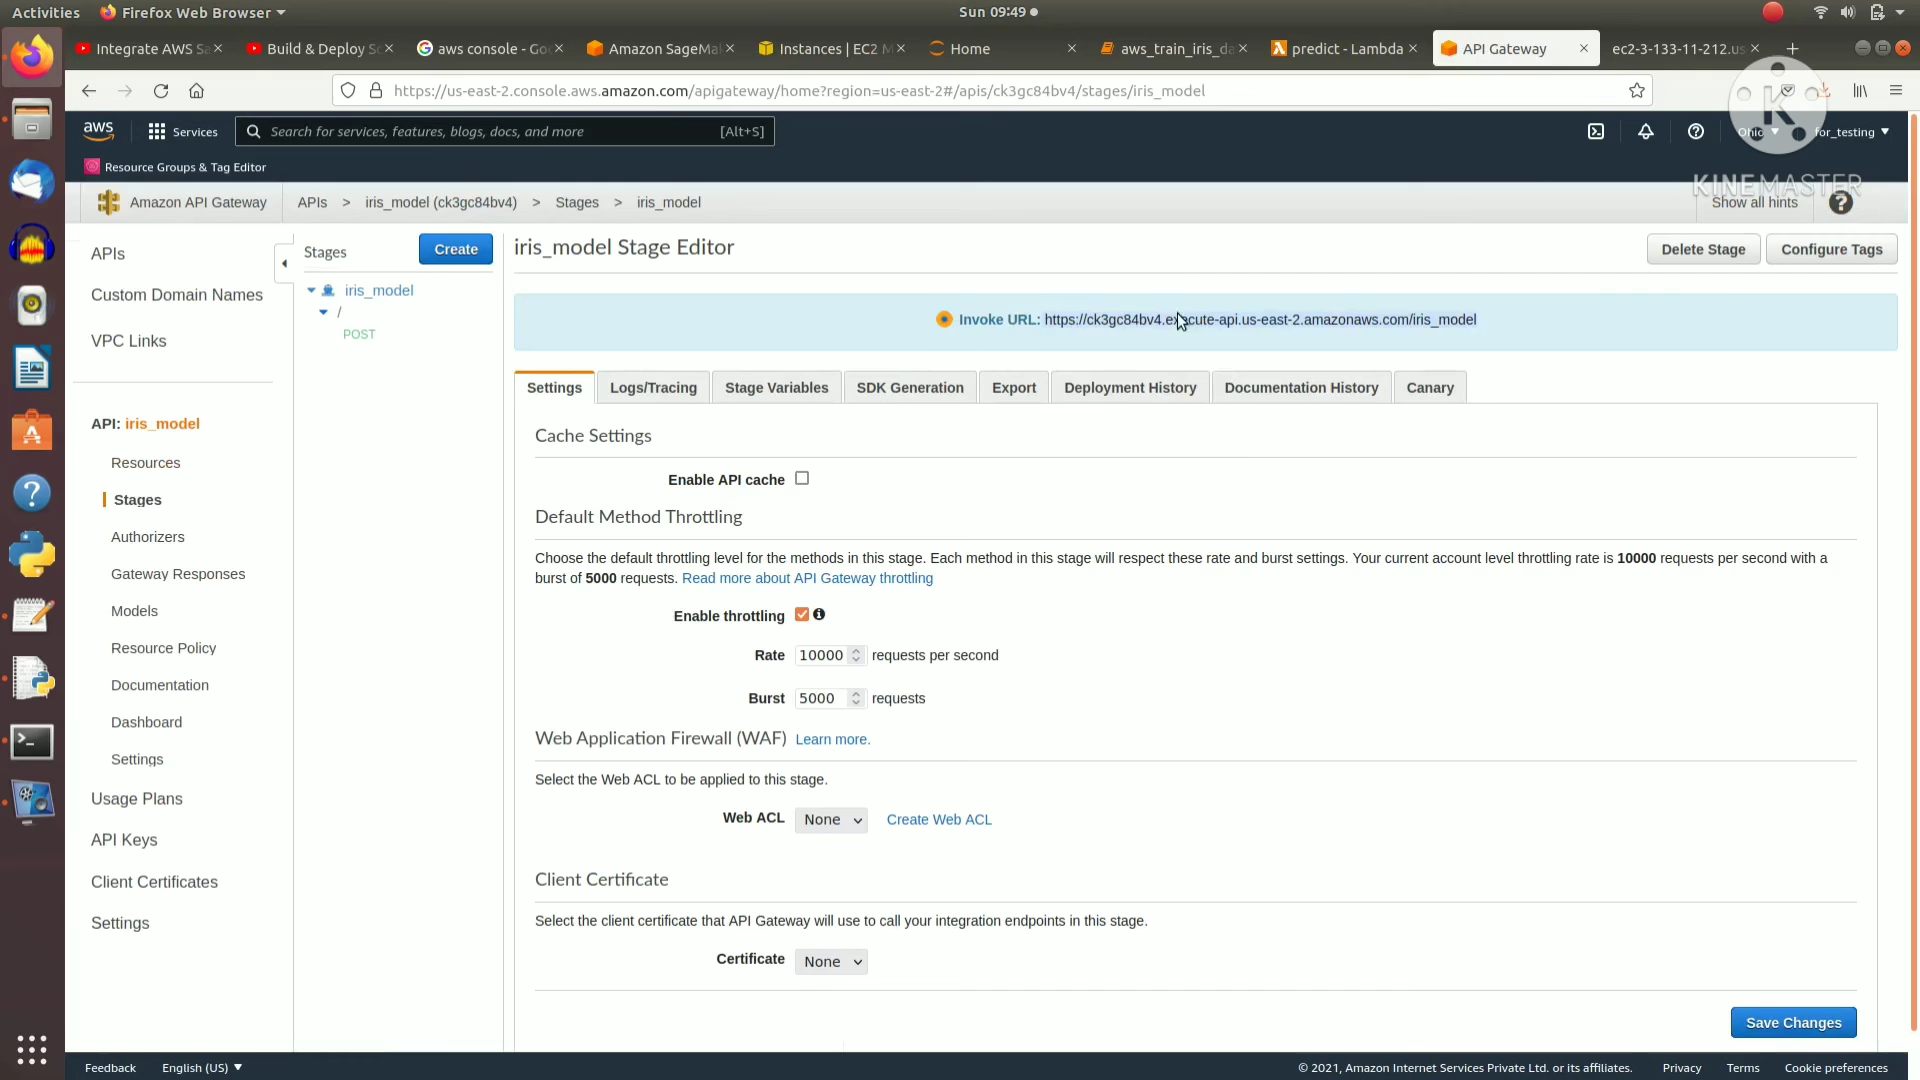 Activities Firefox Web Browser Sun 09:49
Integrate AWS Sa Build & Deploy Sc aws console - Goo Amazon SageMak Instances | EC2 M Home aws_train_iris_da predict - Lambda API Gateway ec2-3-133-11-212.us
https://us-east-2.console.aws.amazon.com/apigateway/home?region=us-east-2#/apis/ck3gc84bv4/stages/iris_model
aws Services Search for services, features, blogs, docs, and more [Alt+S] Ohio for_testing
K
Resource Groups & Tag Editor
KINEMASTER
Amazon API Gateway APIs > iris_model (ck3gc84bv4) > Stages > iris_model Show all hints ?
APIs
Custom Domain Names
VPC Links
API: iris_model
Resources
Stages
Authorizers
Gateway Responses
Models
Resource Policy
Documentation
Dashboard
Settings
Usage Plans
API Keys
Client Certificates
Settings
Stages Create
iris_model
/
POST
iris_model Stage Editor Delete Stage Configure Tags
Invoke URL: https://ck3gc84bv4.execute-api.us-east-2.amazonaws.com/iris_model
Settings Logs/Tracing Stage Variables SDK Generation Export Deployment History Documentation History Canary
Cache Settings
Enable API cache
Default Method Throttling
Choose the default throttling level for the methods in this stage. Each method in this stage will respect these rate and burst settings. Your current account level throttling rate is 10000 requests per second with a
burst of 5000 requests. Read more about API Gateway throttling
Enable throttling
Rate 10000 requests per second
Burst 5000 requests
Web Application Firewall (WAF) Learn more.
Select the Web ACL to be applied to this stage.
Web ACL None Create Web ACL
Client Certificate
Select the client certificate that API Gateway will use to call your integration endpoints in this stage.
Certificate None
Save Changes
Feedback English (US) © 2021, Amazon Internet Services Private Ltd. or its affiliates. Privacy Terms Cookie preferences